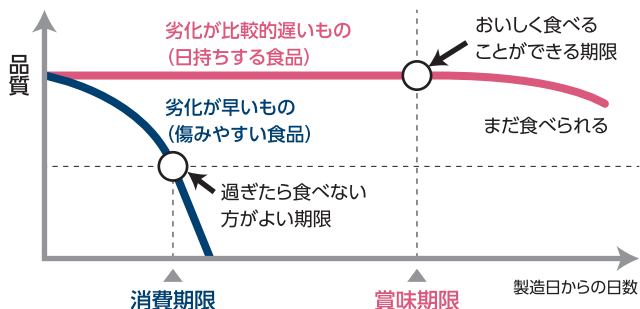 品質
劣化が比較的遅いもの
（日持ちする食品）
おいしく食べる
ことができる期限
劣化が早いもの
（傷みやすい食品）
まだ食べられる
過ぎたら食べない
方がよい期限
製造日からの日数
消費期限
賞味期限